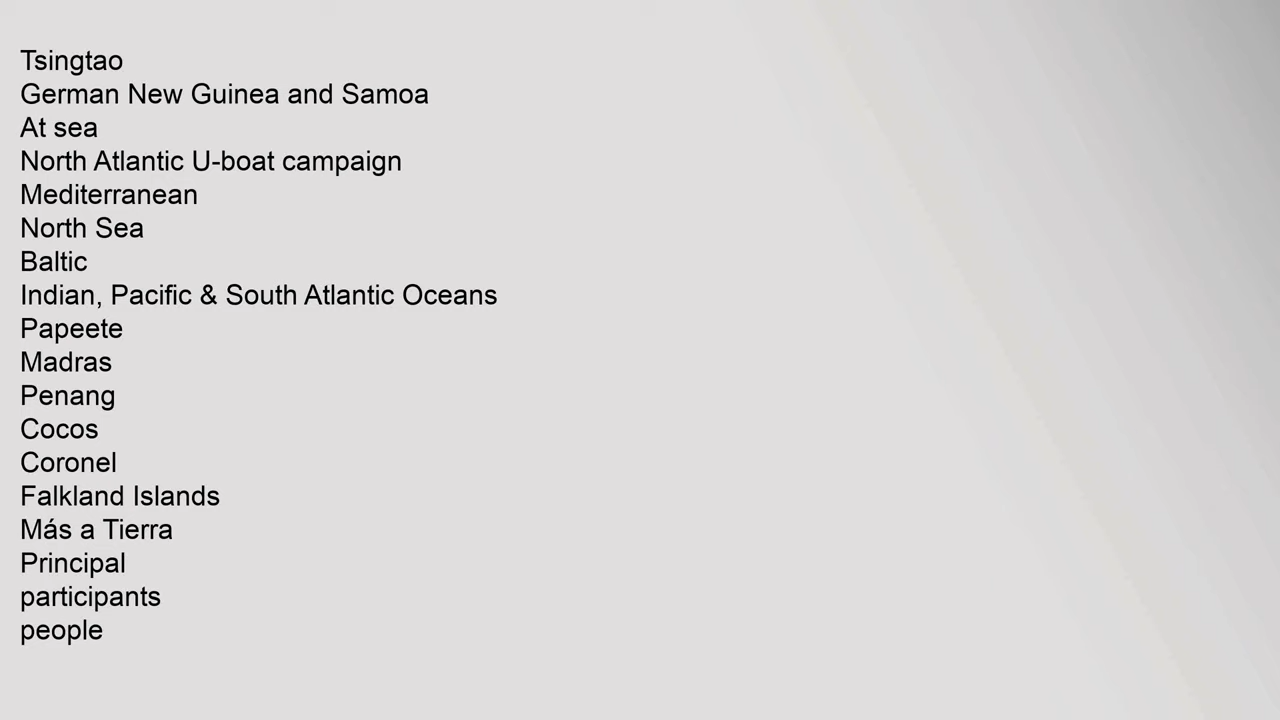 Tsingtao
German New Guinea and Samoa
At sea
North Atlantic U-boat campaign
Mediterranean
North Sea
Baltic
Indian, Pacific & South Atlantic Oceans
Papeete
Madras
Penang
Cocos
Coronel
Falkland Islands
Más a Tierra
Principal
participants
people